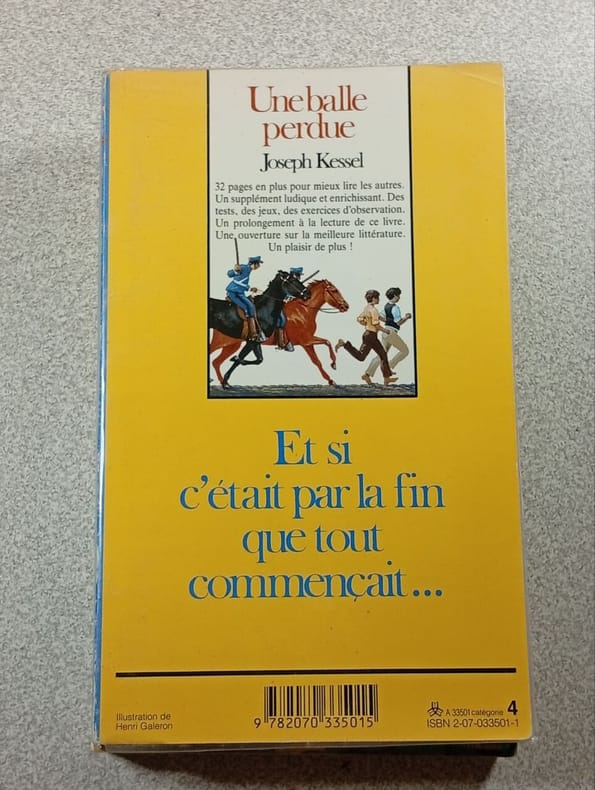 Une balle
perdue
Joseph Kessel
32 pages en plus pour mieux lire les autres.
Un supplément ludique et enrichissant. Des
tests, des jeux, des exercices d'observation.
Un prolongement à la lecture de ce livre.
Une ouverture sur la meilleure littérature.
Un plaisir de plus !
Et si
c'était par la fin
que tout
commençait...
Illustration de
Henri Galeron
9 782070 335015
A 33501 catégorie 4
ISBN 2-07-033501-1